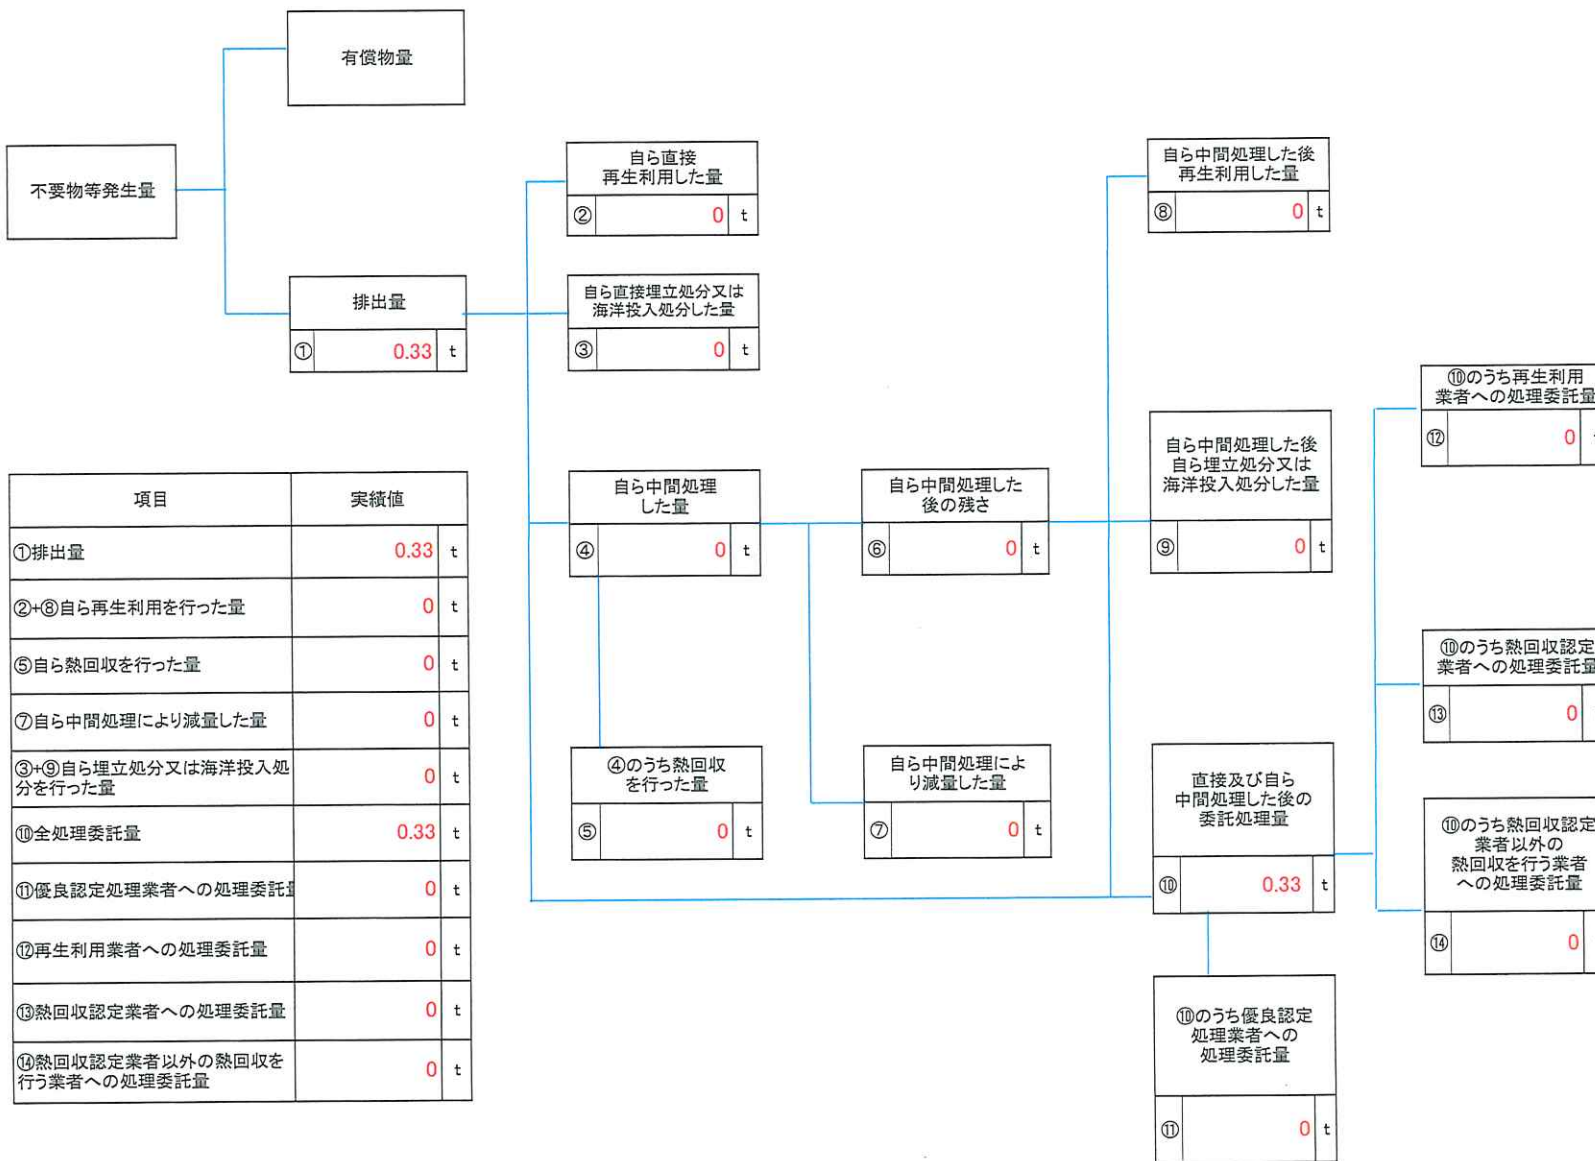 有償物量
不要物等発生量
排出量
① 0.33 t
自ら直接
再生利用した量
② 0 t
自ら直接埋立処分又は
海洋投入処分した量
③ 0 t
自ら中間処理
した量
④ 0 t
④のうち熱回収
を行った量
⑤ 0 t
自ら中間処理した
後の残さ
⑥ 0 t
自ら中間処理によ
り減量した量
⑦ 0 t
自ら中間処理した後
再生利用した量
⑧ 0 t
自ら中間処理した後
自ら埋立処分又は
海洋投入処分した量
⑨ 0 t
直接及び自ら
中間処理した後の
委託処理量
⑩ 0.33 t
⑩のうち優良認定
処理業者への
処理委託量
⑪ 0 t
⑩のうち再生利用
業者への処理委託量
⑫ 0
⑩のうち熱回収認定
業者への処理委託量
⑬ 0
⑩のうち熱回収認定
業者以外の
熱回収を行う業者
への処理委託量
⑭ 0
項目 実績値
①排出量 0.33 t
②+⑧自ら再生利用を行った量 0 t
⑤自ら熱回収を行った量 0 t
⑦自ら中間処理により減量した量 0 t
③+⑨自ら埋立処分又は海洋投入処
分を行った量 0 t
⑩全処理委託量 0.33 t
⑪優良認定処理業者への処理委託量 0 t
⑫再生利用業者への処理委託量 0 t
⑬熱回収認定業者への処理委託量 0 t
⑭熱回収認定業者以外の熱回収を
行う業者への処理委託量 0 t